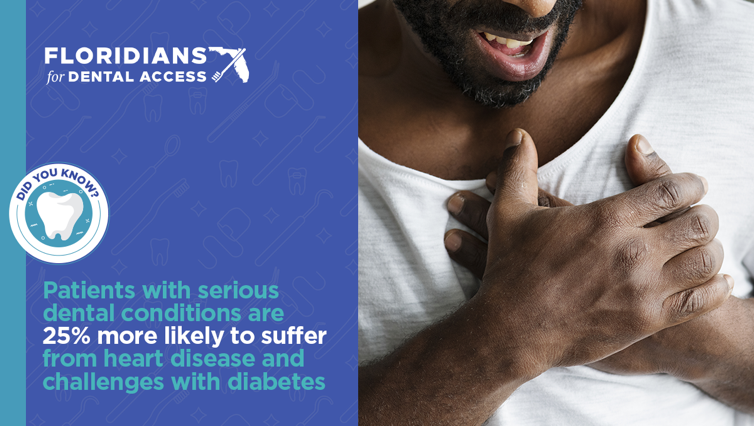 FLORIDIANS
for DENTAL ACCESS
DID YOU KNOW?
Patients with serious
dental conditions are
25% more likely to suffer
from heart disease and
challenges with diabetes